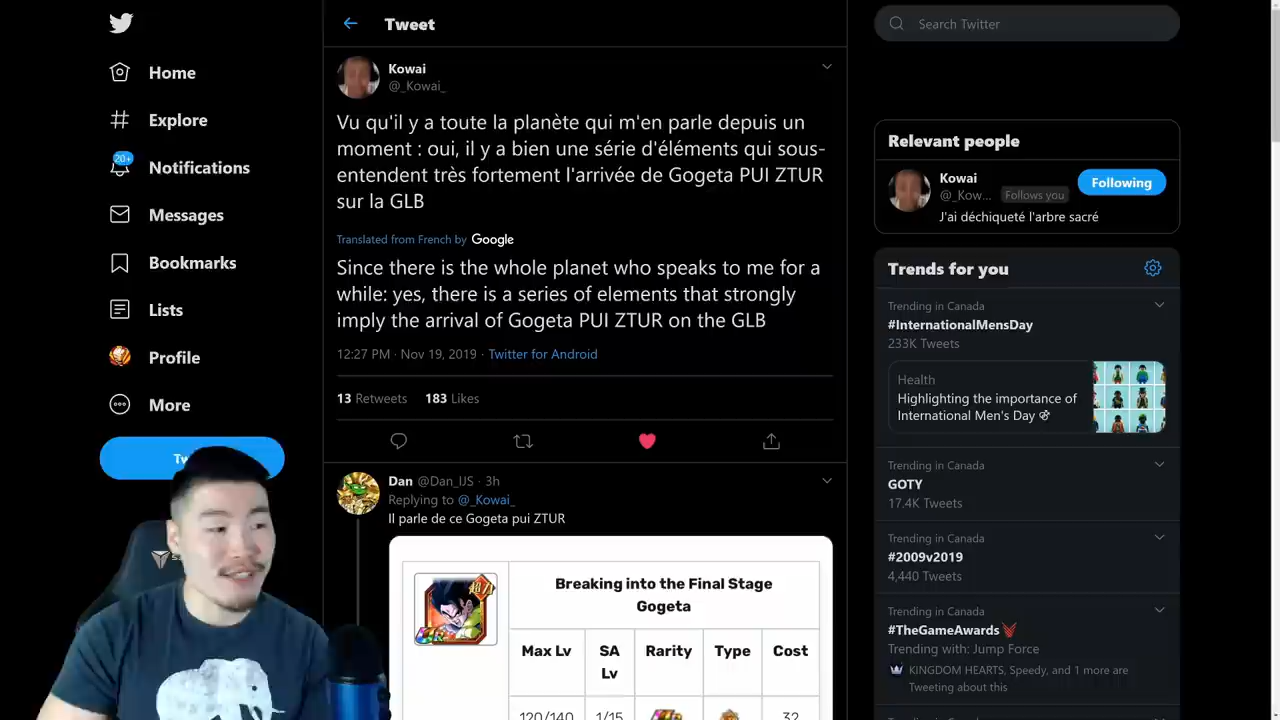 Home
Explore
20+
Notifications
Messages
Bookmarks
Lists
Profile
More
Tweet
Kowai
@_Kowai_
Vu qu'il y a toute la planète qui m'en parle depuis un
moment : oui, il y a bien une série d'éléments qui sous-
entendent très fortement l'arrivée de Gogeta PUI ZTUR
sur la GLB
Translated from French by Google
Since there is the whole planet who speaks to me for a
while: yes, there is a series of elements that strongly
imply the arrival of Gogeta PUI ZTUR on the GLB
12:27 PM · Nov 19, 2019 · Twitter for Android
13 Retweets 183 Likes
Dan @Dan_IJS · 3h
Replying to @_Kowai_
Il parle de ce Gogeta pui ZTUR
Breaking into the Final Stage
Gogeta
Max Lv SA Lv Rarity Type Cost
120/140 1/15 32
Search Twitter
Relevant people
Kowai
@_Kow... Follows you
Following
J'ai déchiqueté l'arbre sacré
Trends for you
Trending in Canada
#InternationalMensDay
233K Tweets
Health
Highlighting the importance of
International Men's Day
Trending in Canada
GOTY
17.4K Tweets
Trending in Canada
#2009v2019
4,440 Tweets
Trending in Canada
#TheGameAwards
Trending with: Jump Force
KINGDOM HEARTS, Speedy, and 1 more are
Tweeting about this